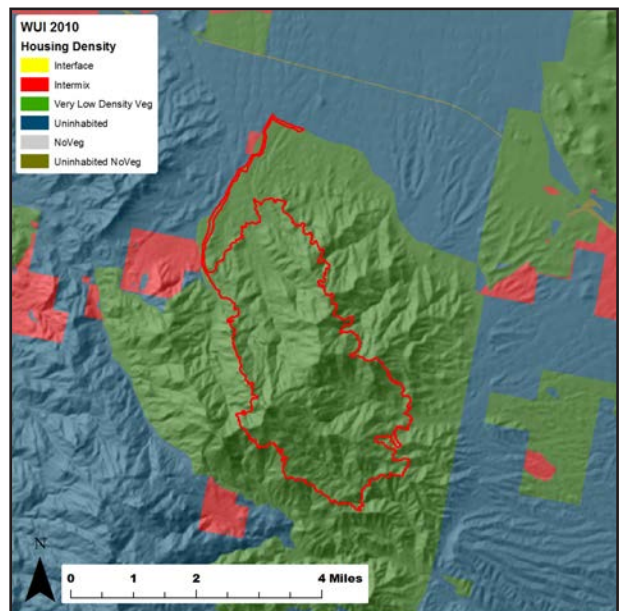 WUI 2010
Housing Density
Interface
Intermix
Very Low Density Veg
Uninhabited
NoVeg
Uninhabited NoVeg
N
0 1 2 4 Miles